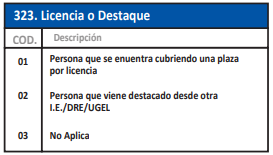 323. Licencia o Destaque
COD. Descripción
01 Persona que se enuentra cubriendo una plaza
por licencia
02 Persona que viene destacado desde otra
I.E./DRE/UGEL
03 No Aplica